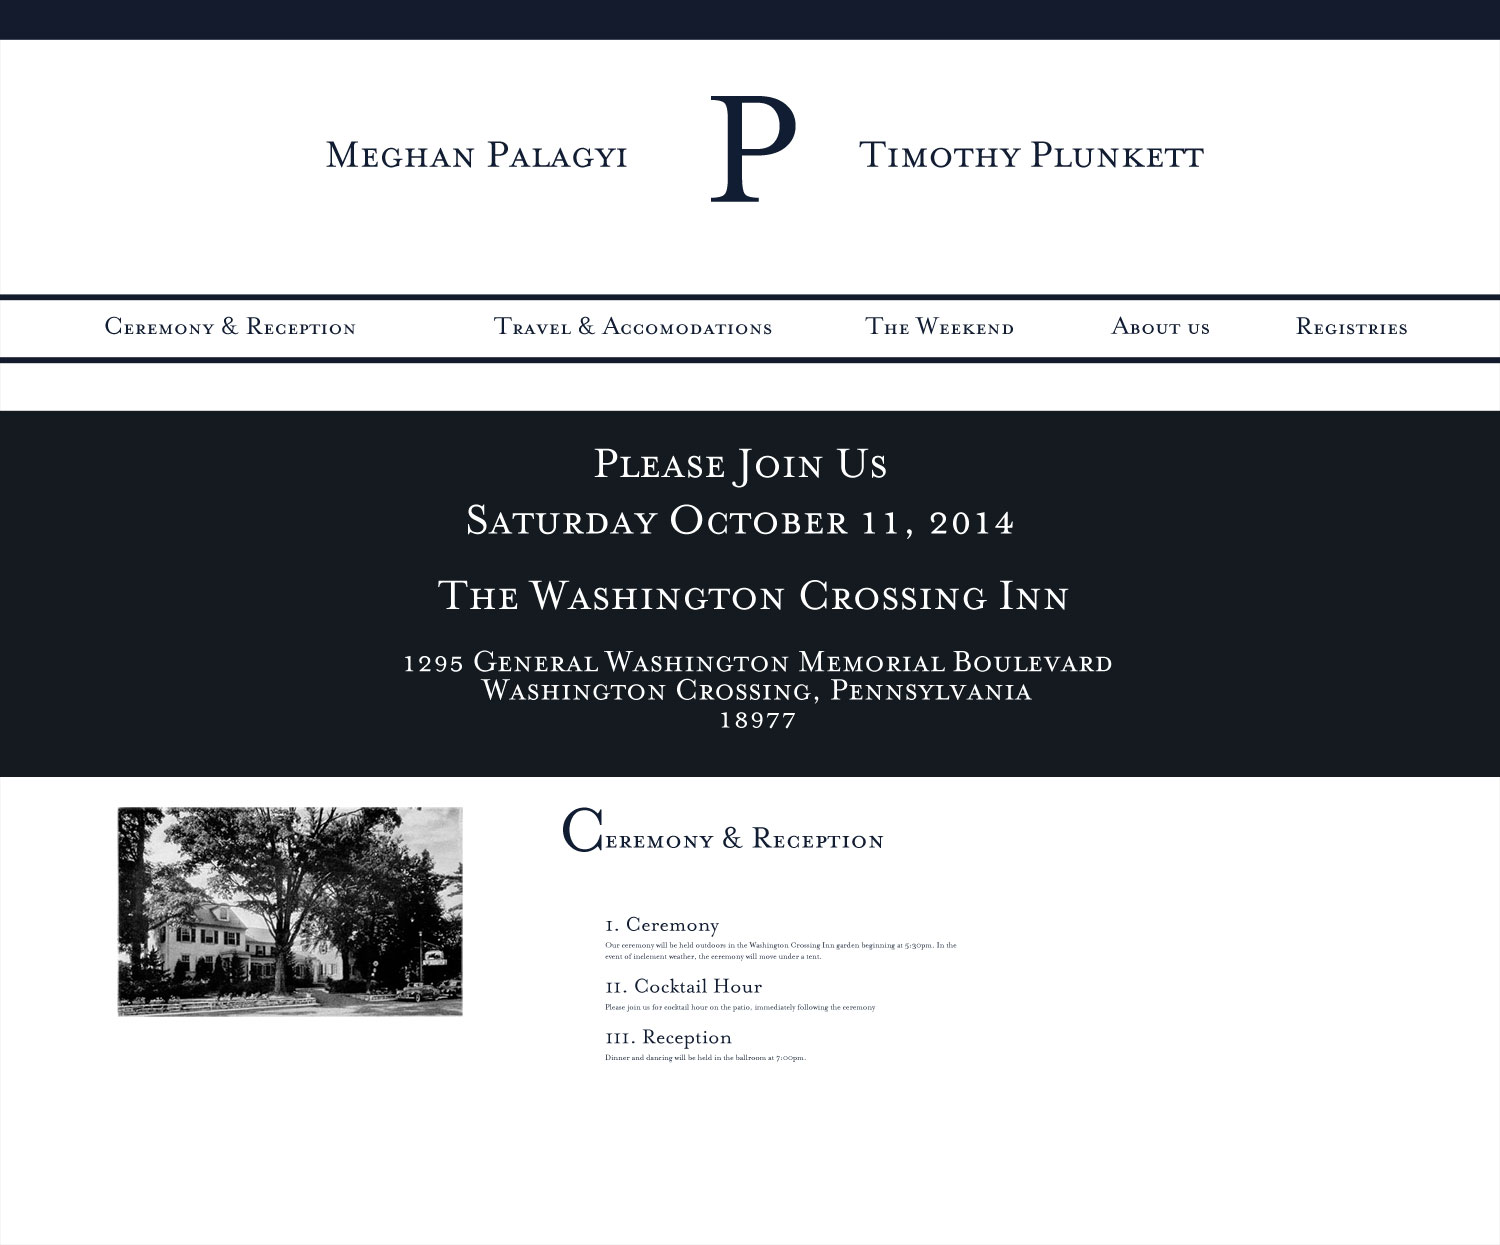 Meghan Palagyi P Timothy Plunkett
Ceremony & Reception Travel & Accomodations The Weekend About us Registries
Please Join Us
Saturday October 11, 2014
The Washington Crossing Inn
1295 General Washington Memorial Boulevard
Washington Crossing, Pennsylvania
18977
Ceremony & Reception
I. Ceremony
Our ceremony will be held outdoors in the Washington Crossing Inn garden beginning at 5:30pm. In the
event of inclement weather, the ceremony will move under a tent.
II. Cocktail Hour
Please join us for cocktail hour on the patio, immediately following the ceremony
III. Reception
Dinner and dancing will be held in the ballroom at 7:00pm.